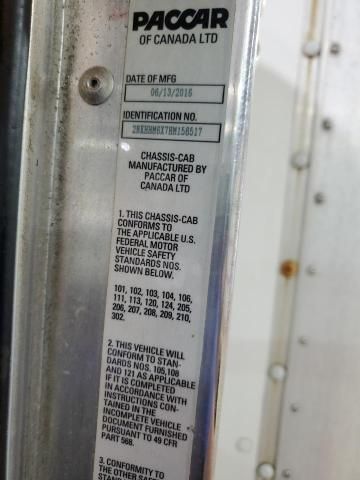 PACCAR
OF CANADA LTD
DATE OF MFG
06/13/2016
IDENTIFICATION NO.
2NKHHM6X7HM158517
CHASSIS-CAB
MANUFACTURED BY
PACCAR OF
CANADA LTD
1. THIS CHASSIS-CAB
CONFORMS TO
THE APPLICABLE U.S.
FEDERAL MOTOR
VEHICLE SAFETY
STANDARDS NOS.
SHOWN BELOW.
101, 102, 103, 104, 106,
111, 113, 120, 124, 205,
206, 207, 208, 209, 210,
302.
2. THIS VEHICLE WILL
CONFORM TO STAN-
DARDS NOS. 105,108
AND 121 AS APPLICABLE
IF IT IS COMPLETED
IN ACCORDANCE WITH
INSTRUCTIONS CON-
TAINED IN THE
INCOMPLETE VEHICLE
DOCUMENT FURNISHED
PURSUANT TO 49 CFR
PART 568.
3. CONFORMITY TO
THE OTHER SAFETY